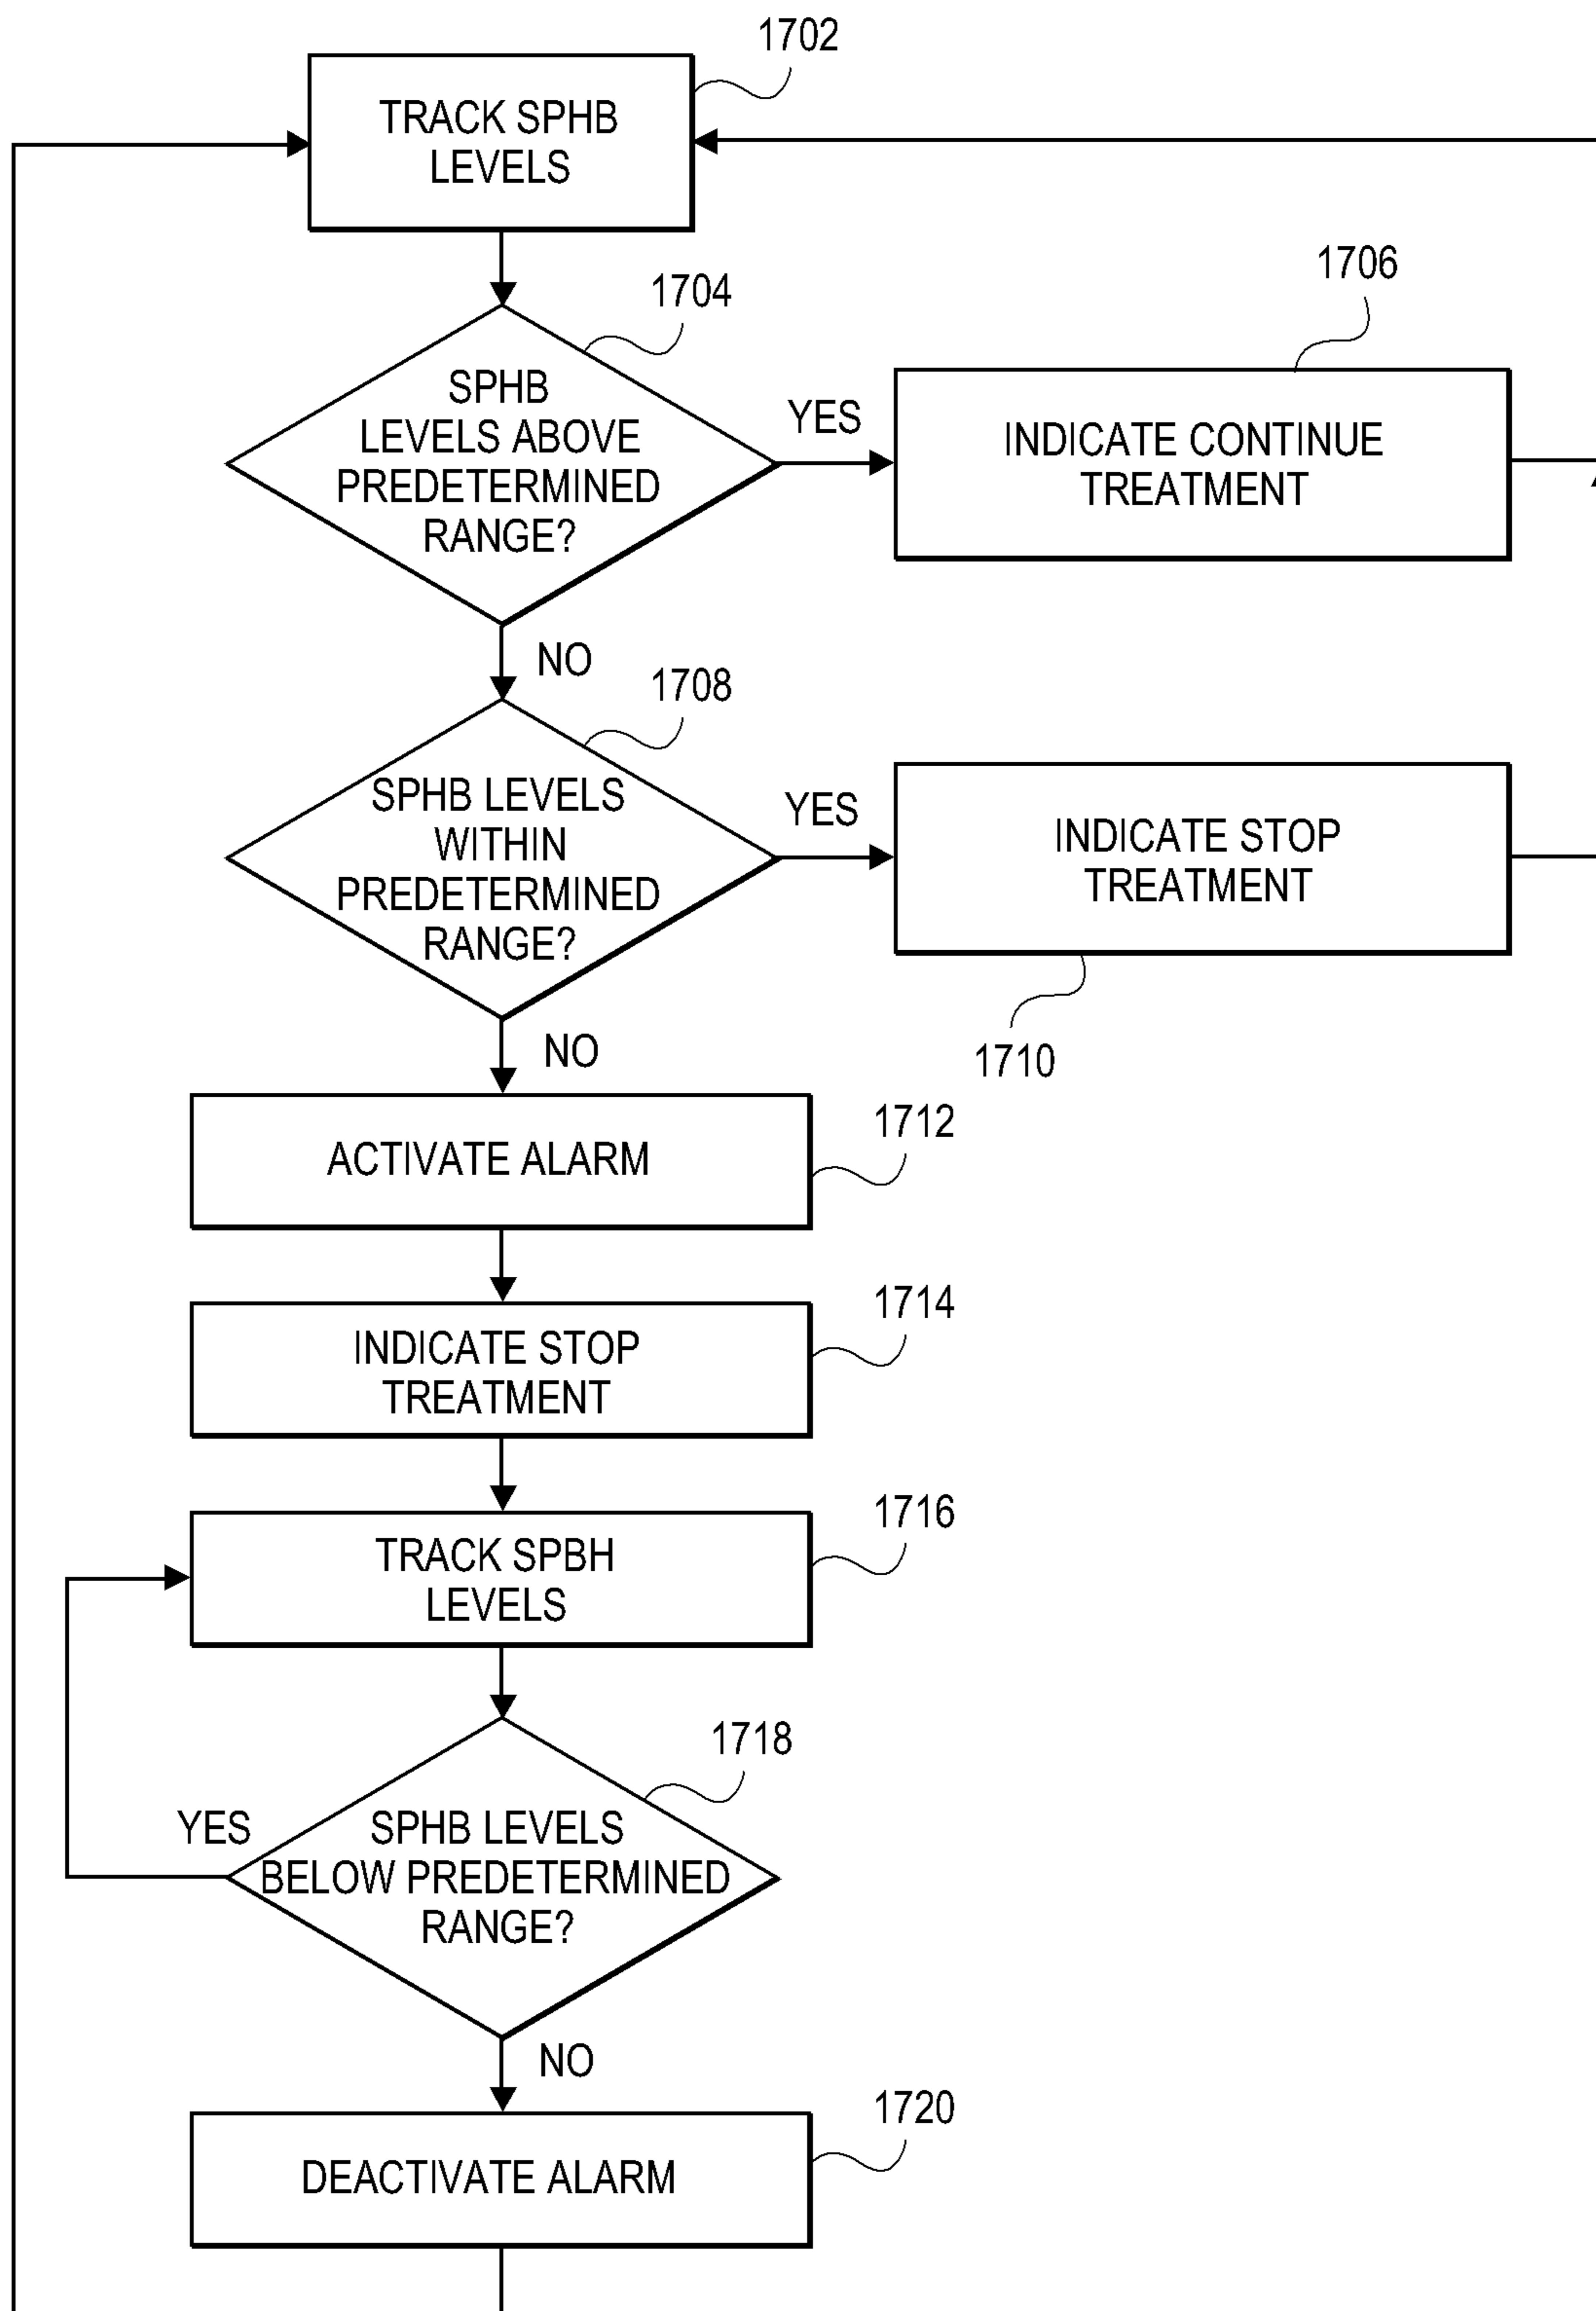 1702
TRACK SPHB
LEVELS
1704
SPHB
LEVELS ABOVE
PREDETERMINED
RANGE?
YES
1706
INDICATE CONTINUE
TREATMENT
NO
1708
SPHB LEVELS
WITHIN
PREDETERMINED
RANGE?
YES
INDICATE STOP
TREATMENT
1710
NO
1712
ACTIVATE ALARM
1714
INDICATE STOP
TREATMENT
1716
TRACK SPBH
LEVELS
1718
YES
SPHB LEVELS
BELOW PREDETERMINED
RANGE?
NO
1720
DEACTIVATE ALARM